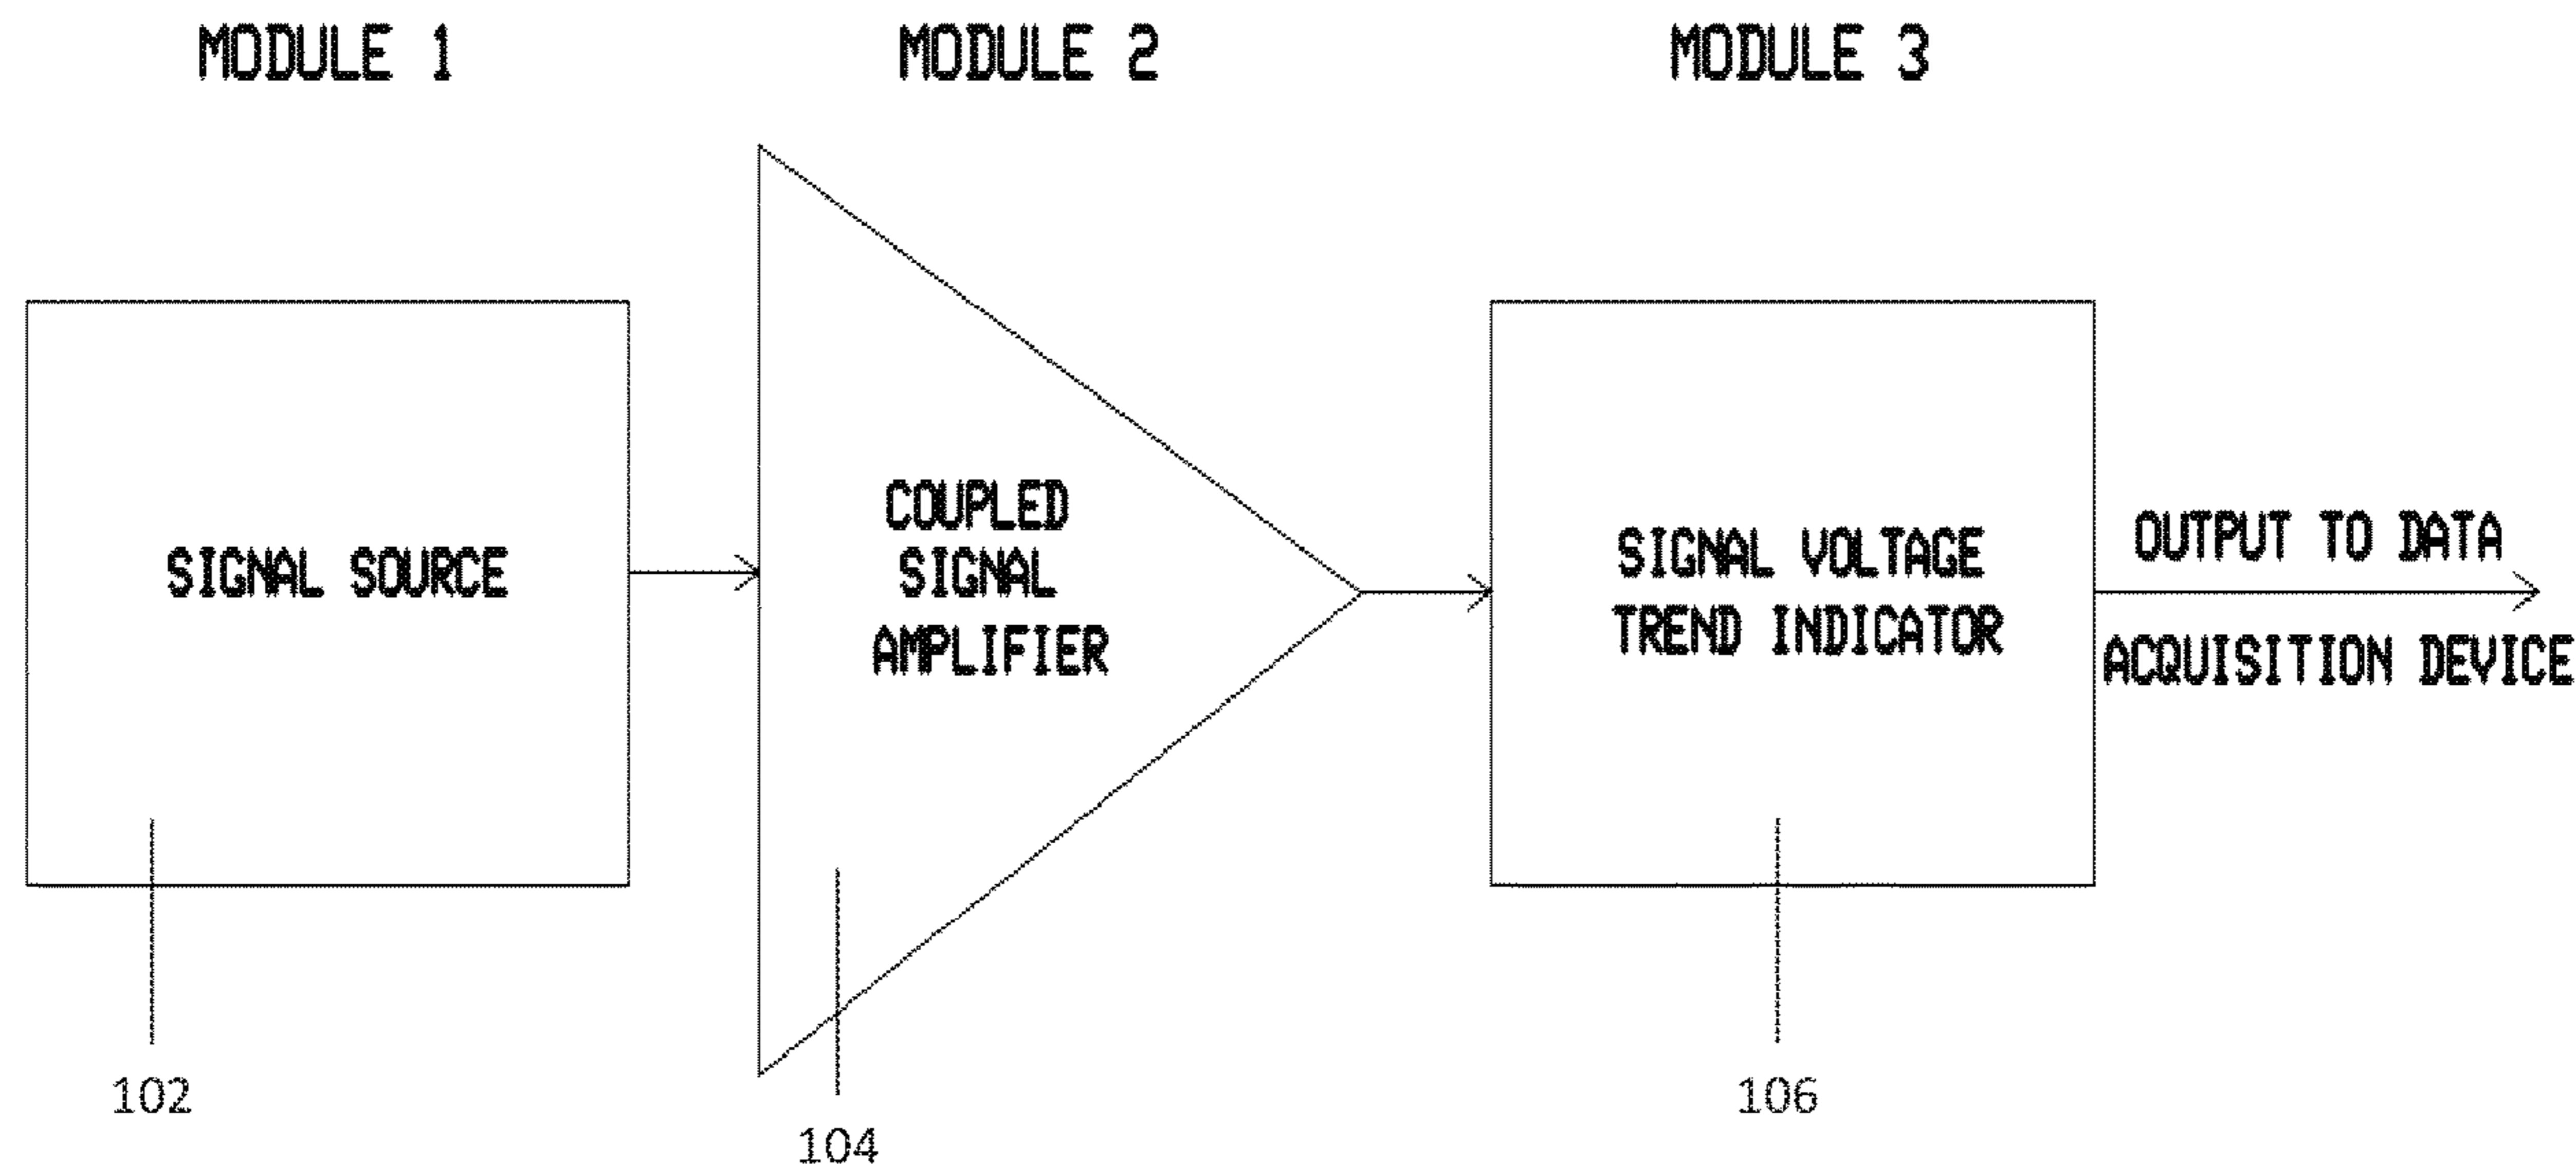 MODULE 1
MODULE 2
MODULE 3
SIGNAL SOURCE
COUPLED
SIGNAL
AMPLIFIER
SIGNAL VOLTAGE
TREND INDICATOR
OUTPUT TO DATA
ACQUISITION DEVICE
102
104
106